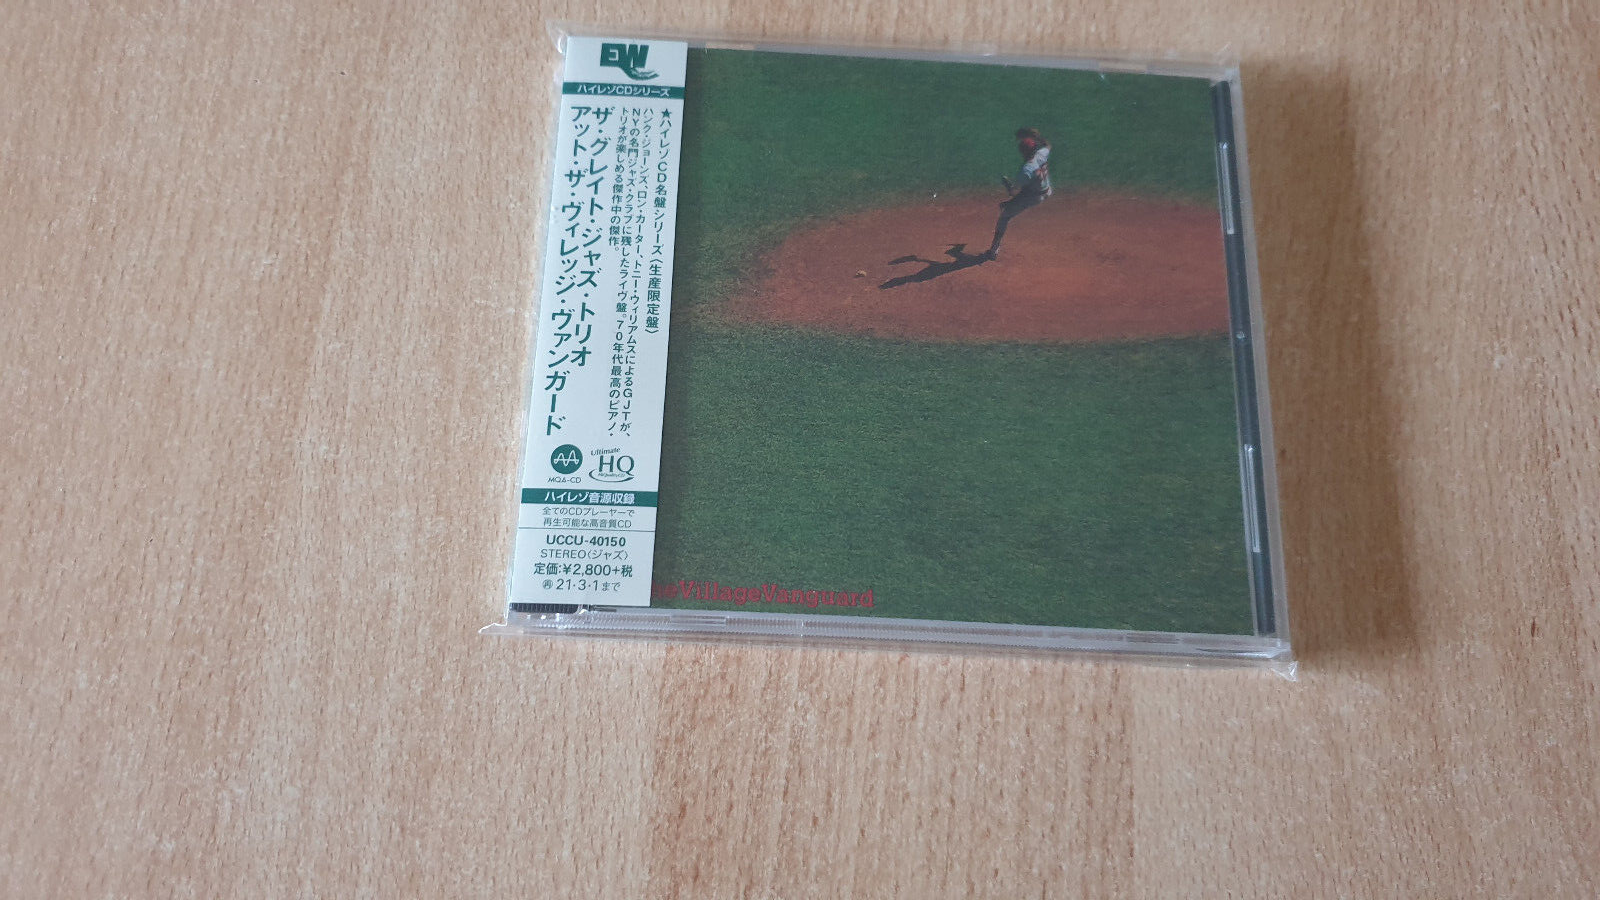 EW
ハイレゾCDシリーズ
★ハイレゾCD名盤シリーズ〈生産限定盤〉
ハンク・ジョーンズ、ロン・カーター、トニー・ウィリアムスによるGJTが、
NYの名門ジャズ・クラブに残したライヴ盤。70年代最高のピアノ・
トリオが楽しめる傑作中の傑作。
ザ・グレイト・ジャズ・トリオ
アット・ザ・ヴィレッジ・ヴァンガード
MQA-CD
Ultimate
HQ
ハイレゾ音源収録
全てのCDプレーヤーで
再生可能な高音質CD
UCCU-40150
STEREO〈ジャズ〉
定価:¥2,800+税
㋐21・3・1まで
VillageVanguard